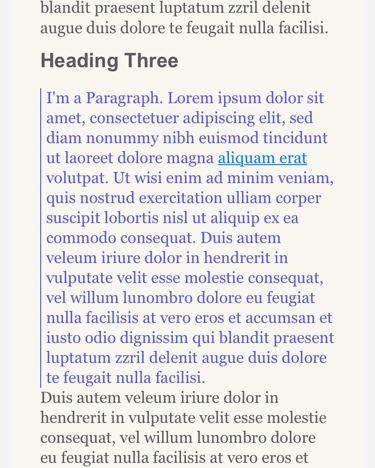 blandit praesent luptatum zzril delenit
augue duis dolore te feugait nulla facilisi.
Heading Three
I'm a Paragraph. Lorem ipsum dolor sit
amet, consectetuer adipiscing elit, sed
diam nonummy nibh euismod tincidunt
ut laoreet dolore magna aliquam erat
volutpat. Ut wisi enim ad minim veniam,
quis nostrud exercitation ulliam corper
suscipit lobortis nisl ut aliquip ex ea
commodo consequat. Duis autem
veleum iriure dolor in hendrerit in
vulputate velit esse molestie consequat,
vel willum lunombro dolore eu feugiat
nulla facilisis at vero eros et accumsan et
iusto odio dignissim qui blandit praesent
luptatum zzril delenit augue duis dolore
te feugait nulla facilisi.
Duis autem veleum iriure dolor in
hendrerit in vulputate velit esse molestie
consequat, vel willum lunombro dolore
eu feugiat nulla facilisis at vero eros et